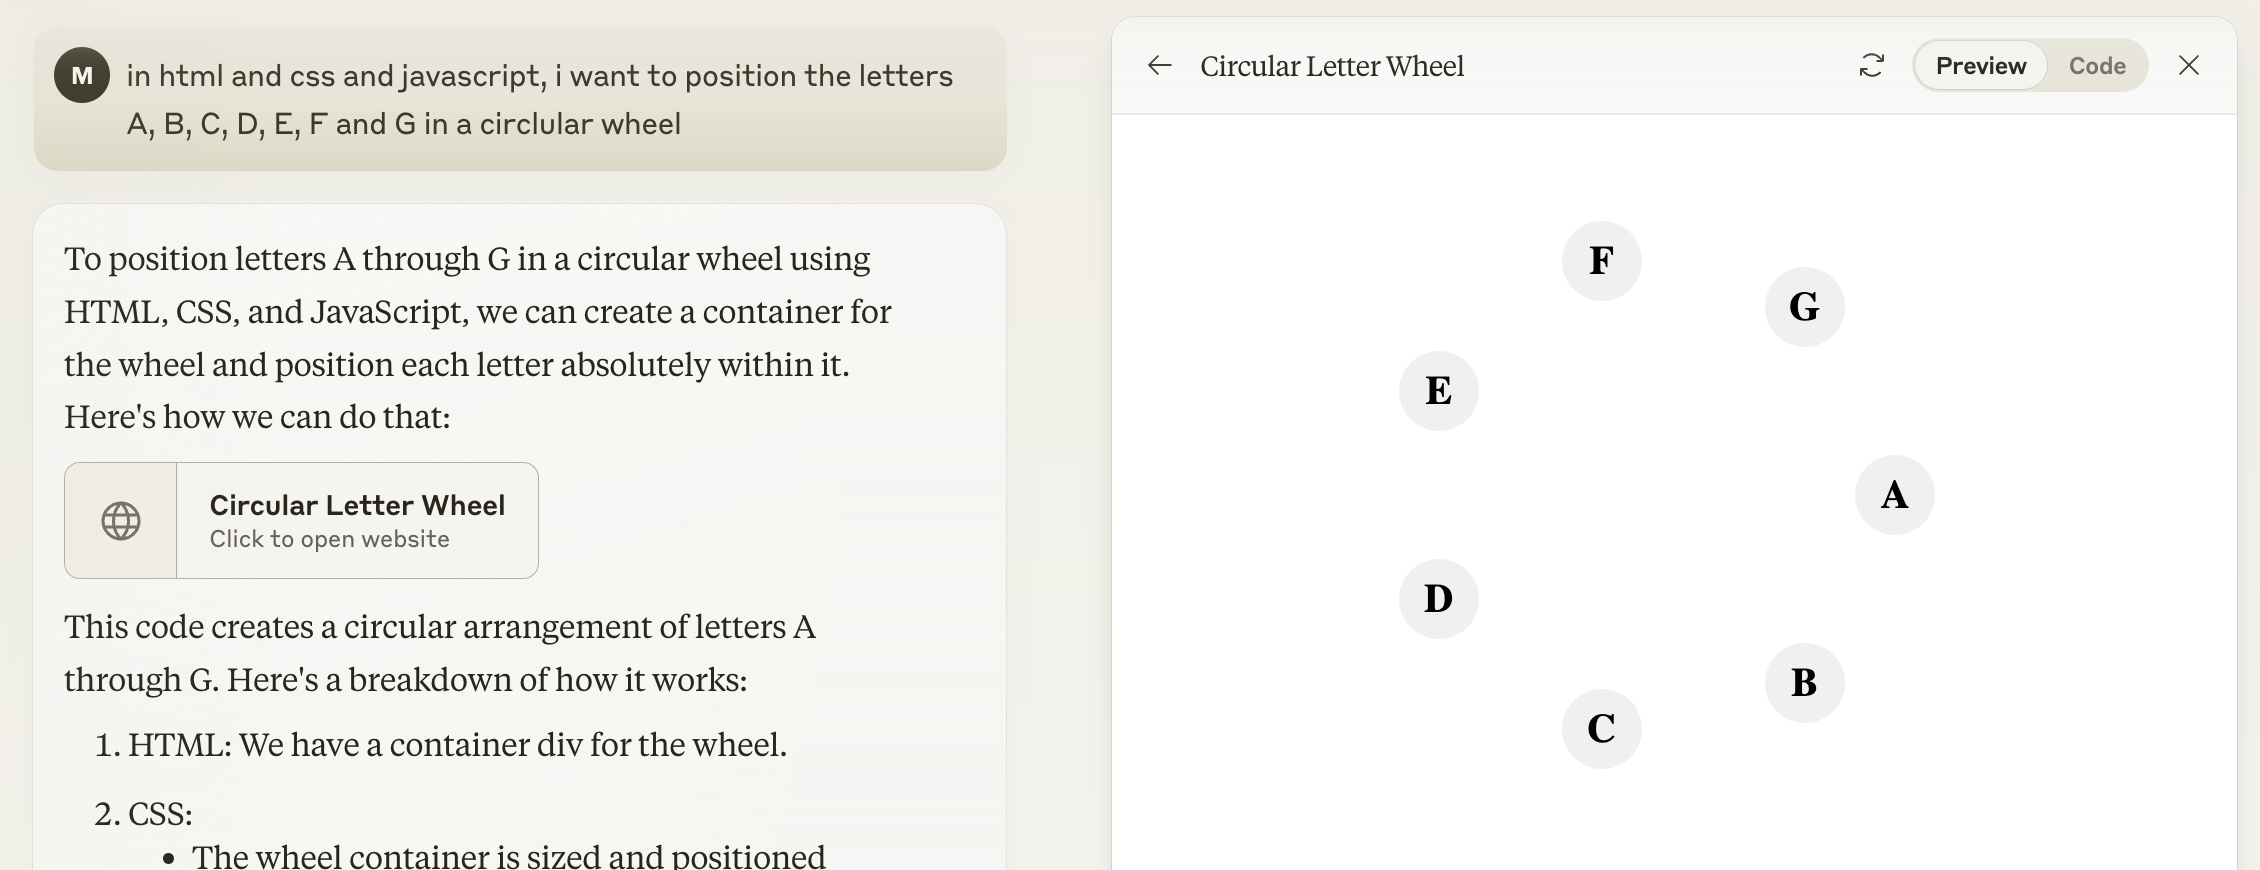 M
in html and css and javascript, i want to position the letters
A, B, C, D, E, F and G in a circlular wheel
To position letters A through G in a circular wheel using
HTML, CSS, and JavaScript, we can create a container for
the wheel and position each letter absolutely within it.
Here's how we can do that:
Circular Letter Wheel
Click to open website
This code creates a circular arrangement of letters A
through G. Here's a breakdown of how it works:
1. HTML: We have a container div for the wheel.
2. CSS:
• The wheel container is sized and positioned
Circular Letter Wheel
Preview
Code
F
G
E
A
D
B
C